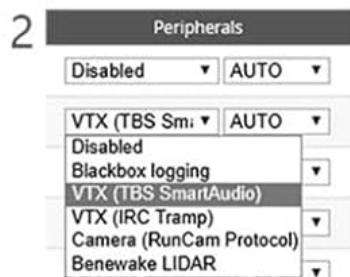 2
Peripherals
Disabled ▼ AUTO ▼
VTX (TBS Sm: ▼ AUTO ▼
Disabled
Blackbox logging
VTX (TBS SmartAudio)
VTX (IRC Tramp)
Camera (RunCam Protocol)
Benewake LIDAR